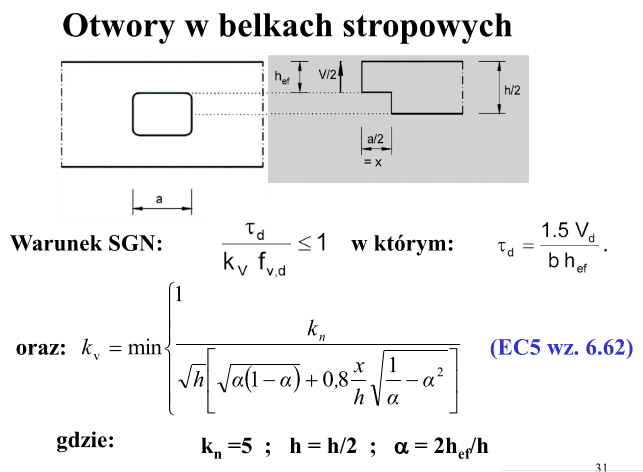 Otwory w belkach stropowych
h_ef
V/2
h/2
a/2
= x
a
Warunek SGN: τ_d / (k_V f_v,d) ≤ 1 w którym: τ_d = 1.5 V_d / (b h_ef) .
oraz: k_v = min { 1
k_n / (√h [ √(α(1 − α)) + 0,8 x/h √(1/α − α²) ])
(EC5 wz. 6.62)
gdzie: k_n =5 ; h = h/2 ; α = 2h_ef/h
31